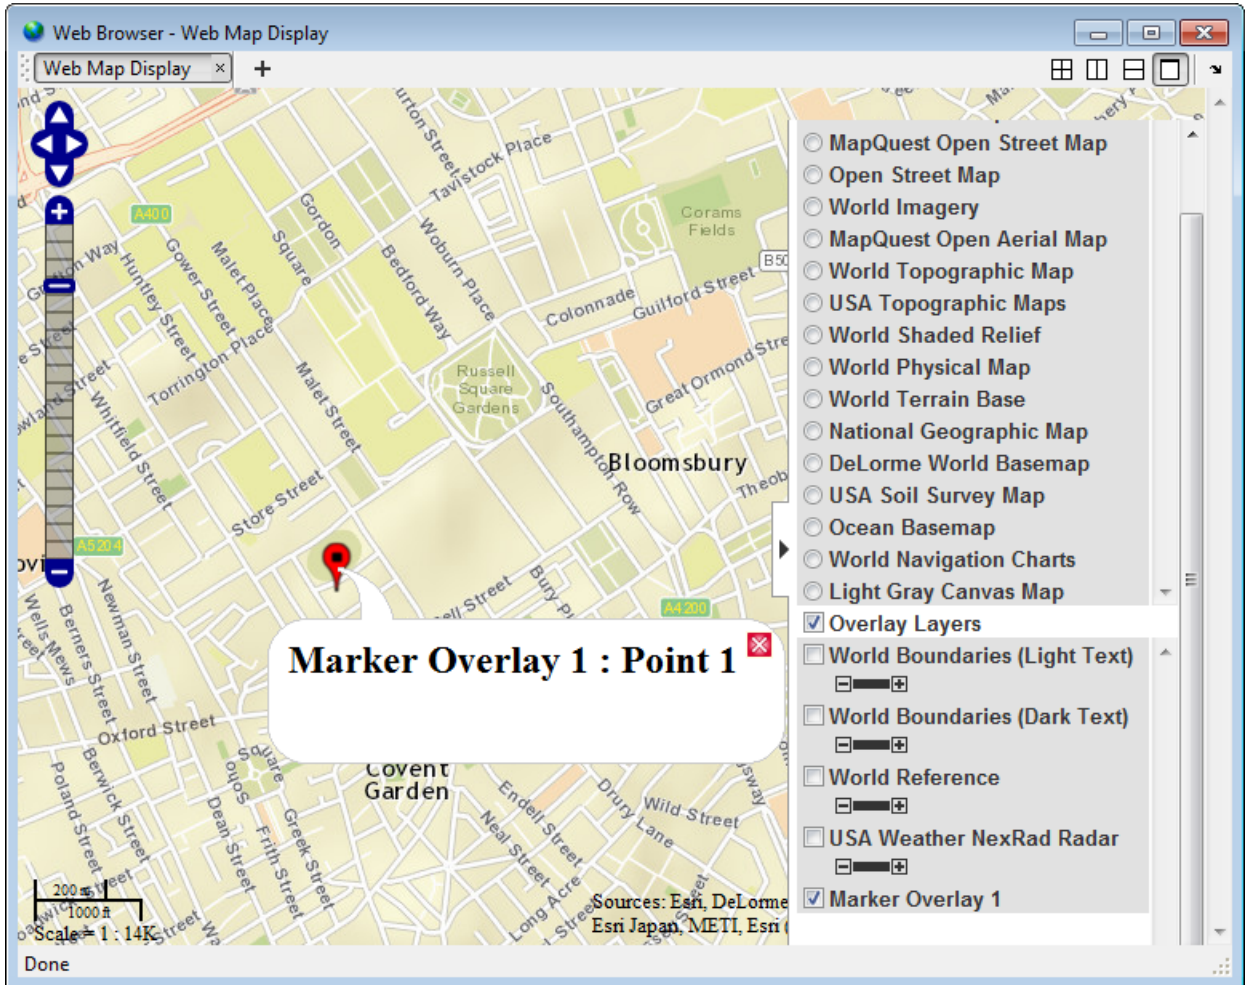 Web Browser - Web Map Display
Web Map Display
Tavistock Place
Corams
Fields
A400
Gordon
Square
Woburn Place
Bedford Way
Malet Place
Gower Street
Huntley Street
Colonnade
Guilford Street
Torrington Place
Great Ormond Stre
Russell
Square
Gardens
Malet Street
Whitfield Street
Southampton Row
Bloomsbury
Theob
Store Street
A5204
Bury Pl
ell Street
A4200
Newman Street
Berners Street
Wells Mews
Marker Overlay 1 : Point 1
Oxford Street
Soho
Square
Covent
Garden
Poland Street
Berwick Street
Dean Street
Frith Street
Greek Street
Endell Street
Drury Lane
Wild Street
Neal Street
Long Acre
200 m
1000 ft
Scale = 1 : 14K
Sources: Esri, DeLorme
Esri Japan, METI, Esri (
MapQuest Open Street Map
Open Street Map
World Imagery
MapQuest Open Aerial Map
World Topographic Map
USA Topographic Maps
World Shaded Relief
World Physical Map
World Terrain Base
National Geographic Map
DeLorme World Basemap
USA Soil Survey Map
Ocean Basemap
World Navigation Charts
Light Gray Canvas Map
Overlay Layers
World Boundaries (Light Text)
World Boundaries (Dark Text)
World Reference
USA Weather NexRad Radar
Marker Overlay 1
Done